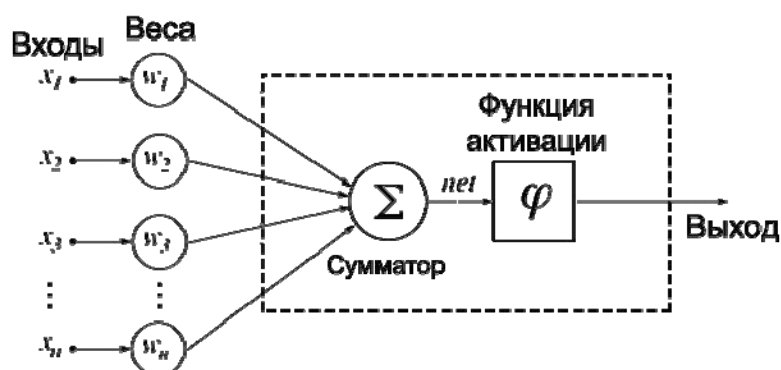 Входы
Веса
x1
w1
x2
w2
x3
w3
⋮
⋮
xn
wn
Σ
Сумматор
net
Функция
активации
φ
Выход